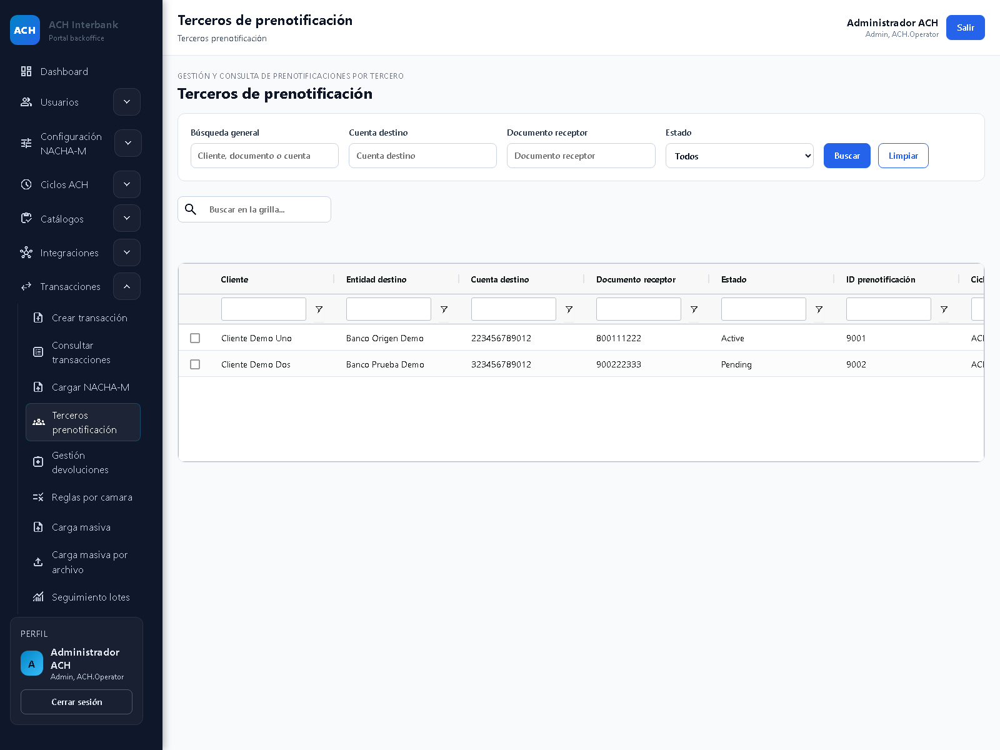 ACH
ACH Interbank
Portal backoffice
Dashboard
Usuarios
Configuración
NACHA-M
Ciclos ACH
Catálogos
Integraciones
Transacciones
Crear transacción
Consultar
transacciones
Cargar NACHA-M
Terceros
prenotificación
Gestión
devoluciones
Reglas por camara
Carga masiva
Carga masiva por
archivo
Seguimiento lotes
PERFIL
A
Administrador
ACH
Admin, ACH.Operator
Cerrar sesión
Terceros de prenotificación
Terceros prenotificación
Administrador ACH
Admin, ACH.Operator
Salir
GESTIÓN Y CONSULTA DE PRENOTIFICACIONES POR TERCERO
Terceros de prenotificación
Búsqueda general Cuenta destino Documento receptor Estado
Cliente, documento o cuenta Cuenta destino Documento receptor Todos Buscar Limpiar
Buscar en la grilla...
Cliente Entidad destino Cuenta destino Documento receptor Estado ID prenotificación Cicl
Cliente Demo Uno Banco Origen Demo 223456789012 800111222 Active 9001 ACH
Cliente Demo Dos Banco Prueba Demo 323456789012 900222333 Pending 9002 ACH